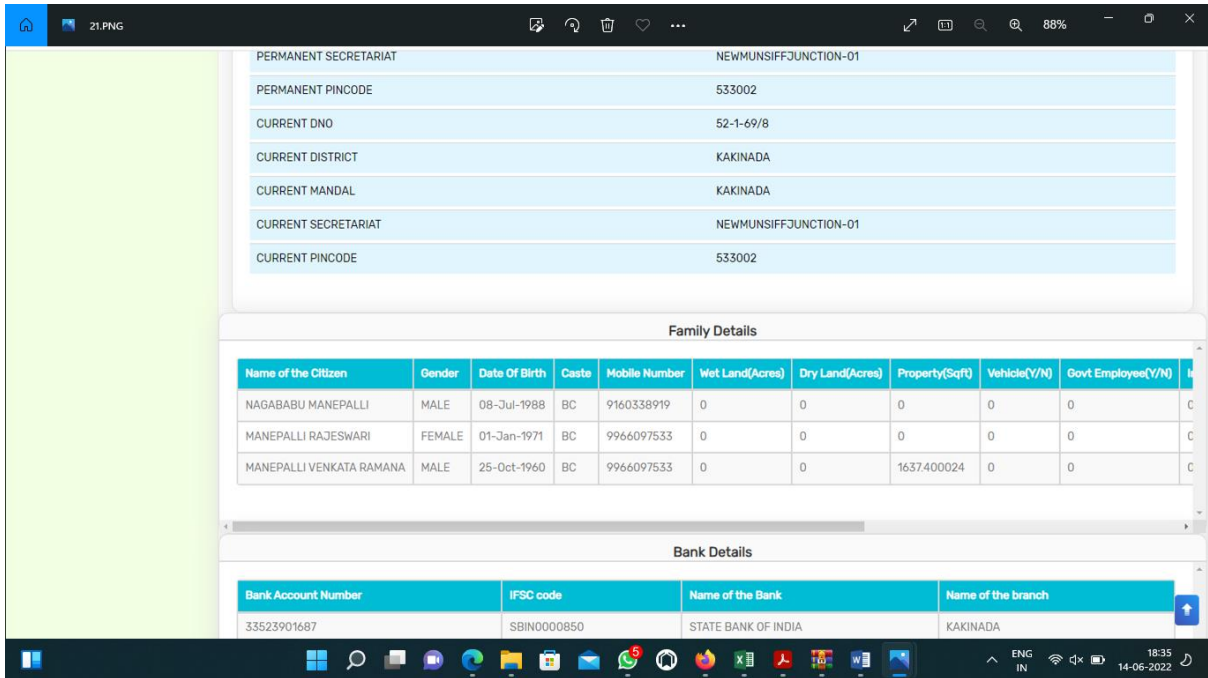 21.PNG
88%
PERMANENT SECRETARIAT NEWMUNSIFFJUNCTION-01
PERMANENT PINCODE 533002
CURRENT DNO 52-1-69/8
CURRENT DISTRICT KAKINADA
CURRENT MANDAL KAKINADA
CURRENT SECRETARIAT NEWMUNSIFFJUNCTION-01
CURRENT PINCODE 533002
Family Details
Name of the Citizen Gender Date Of Birth Caste Mobile Number Wet Land(Acres) Dry Land(Acres) Property(Sqft) Vehicle(Y/N) Govt Employee(Y/N)
NAGABABU MANEPALLI MALE 08-Jul-1988 BC 9160338919 0 0 0 0 0
MANEPALLI RAJESWARI FEMALE 01-Jan-1971 BC 9966097533 0 0 0 0 0
MANEPALLI VENKATA RAMANA MALE 25-Oct-1960 BC 9966097533 0 0 1637.400024 0 0
Bank Details
Bank Account Number IFSC code Name of the Bank Name of the branch
33523901687 SBIN0000850 STATE BANK OF INDIA KAKINADA
5
ENG
IN
18:35
14-06-2022